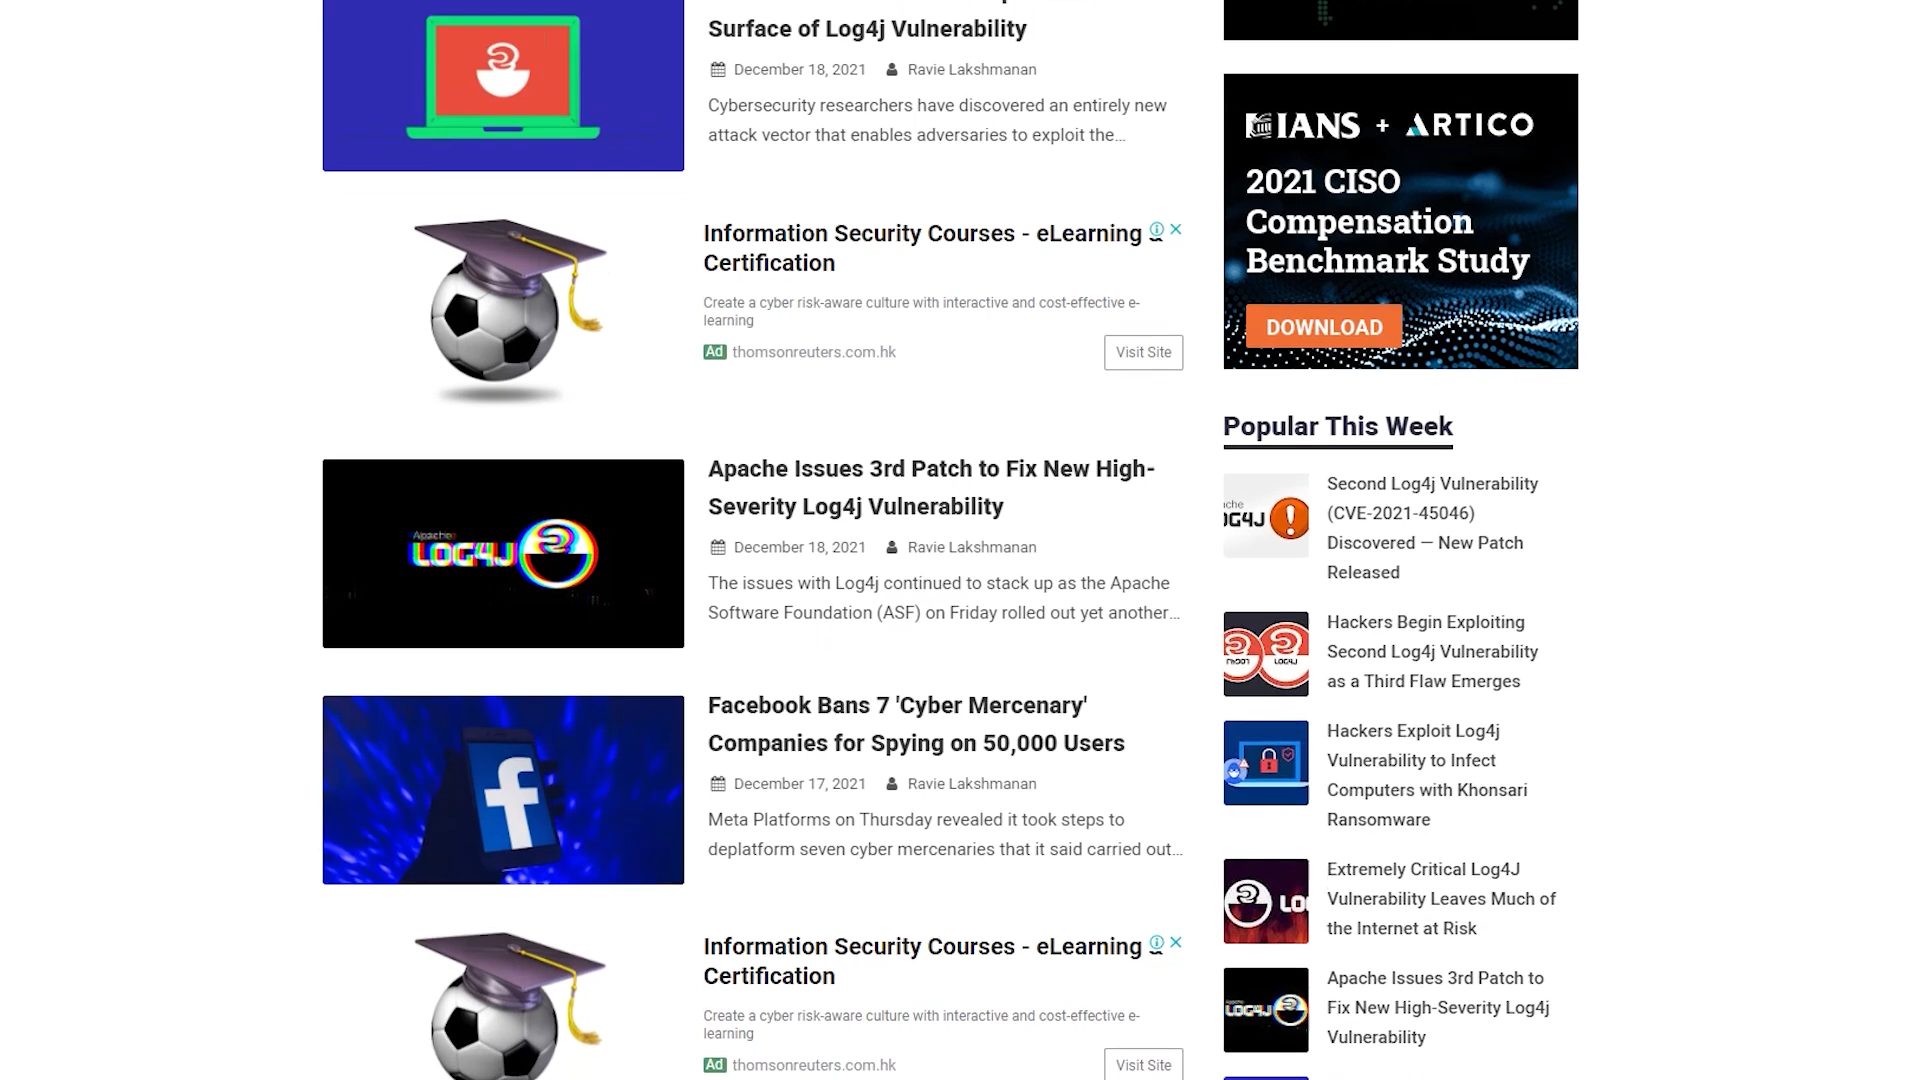 Surface of Log4j Vulnerability
December 18, 2021 Ravie Lakshmanan
Cybersecurity researchers have discovered an entirely new
attack vector that enables adversaries to exploit the...
Information Security Courses - eLearning &
Certification
Create a cyber risk-aware culture with interactive and cost-effective e-
learning
Ad thomsonreuters.com.hk
Visit Site
Apache
LOG4J
Apache Issues 3rd Patch to Fix New High-
Severity Log4j Vulnerability
December 18, 2021 Ravie Lakshmanan
The issues with Log4j continued to stack up as the Apache
Software Foundation (ASF) on Friday rolled out yet another...
Facebook Bans 7 'Cyber Mercenary'
Companies for Spying on 50,000 Users
December 17, 2021 Ravie Lakshmanan
Meta Platforms on Thursday revealed it took steps to
deplatform seven cyber mercenaries that it said carried out...
Information Security Courses - eLearning &
Certification
Create a cyber risk-aware culture with interactive and cost-effective e-
learning
Ad thomsonreuters.com.hk
Visit Site
IANS + ARTICO
2021 CISO
Compensation
Benchmark Study
DOWNLOAD
Popular This Week
Second Log4j Vulnerability
(CVE-2021-45046)
Discovered — New Patch
Released
Hackers Begin Exploiting
Second Log4j Vulnerability
as a Third Flaw Emerges
LOG4J
Hackers Exploit Log4j
Vulnerability to Infect
Computers with Khonsari
Ransomware
Extremely Critical Log4J
Vulnerability Leaves Much of
the Internet at Risk
LO
Apache Issues 3rd Patch to
Fix New High-Severity Log4j
Vulnerability
LOG4J